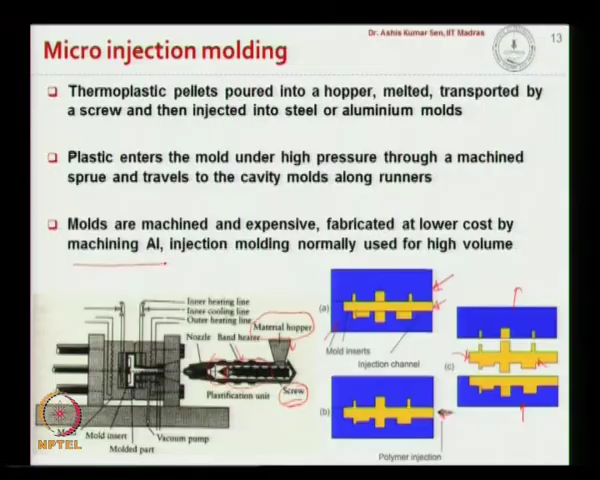 Dr. Ashis Kumar Sen, IIT Madras
13
Micro injection molding
Thermoplastic pellets poured into a hopper, melted, transported by
a screw and then injected into steel or aluminium molds
Plastic enters the mold under high pressure through a machined
sprue and travels to the cavity molds along runners
Molds are machined and expensive, fabricated at lower cost by
machining Al, injection molding normally used for high volume
Inner heating line
Inner cooling line
Outer heating line
Material hopper
Nozzle Band heater
Plastification unit
Screw
Mold insert
Vacuum pump
Molded part
NPTEL
(a)
Mold inserts
Injection channel
(c)
(b)
Polymer injection